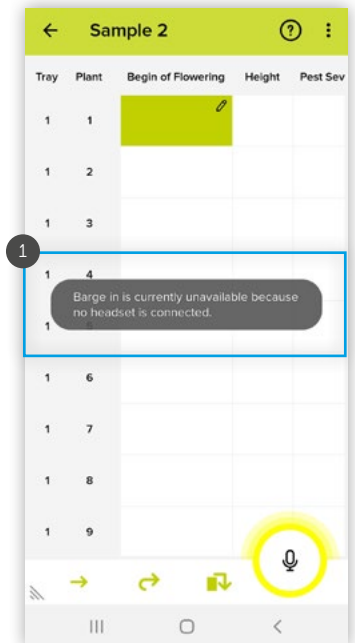 Sample 2 ?
Tray Plant Begin of Flowering Height Pest Sev
1 1
1 2
1 3
1
1 4
Barge in is currently unavailable because
no headset is connected.
1 5
1 6
1 7
1 8
1 9